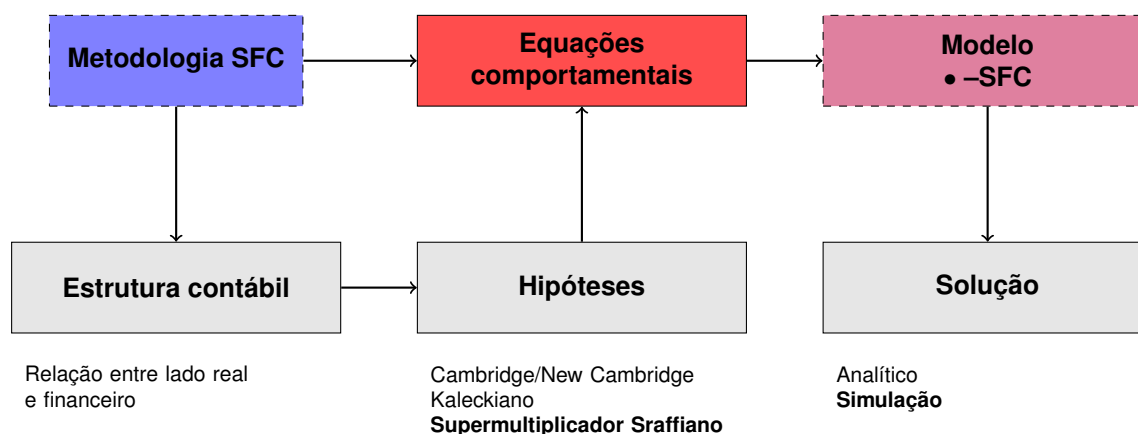 Metodologia SFC
Equações
comportamentais
Modelo
• –SFC
Estrutura contábil
Hipóteses
Solução
Relação entre lado real
e financeiro
Cambridge/New Cambridge
Kaleckiano
Supermultiplicador Sraffiano
Analítico
Simulação